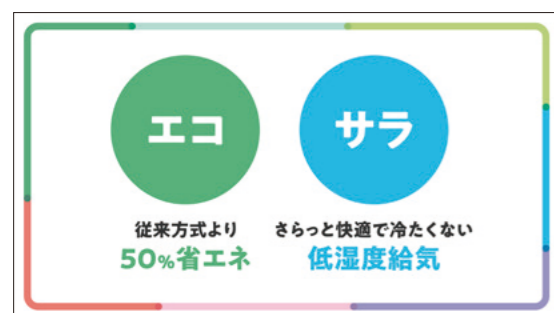 エコ
サラ
従来方式より
50%省エネ
さらっと快適で冷たくない
低湿度給気